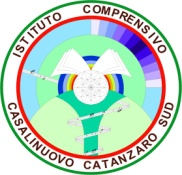 ISTITUTO COMPRENSIVO
CASALINUOVO CATANZARO SUD